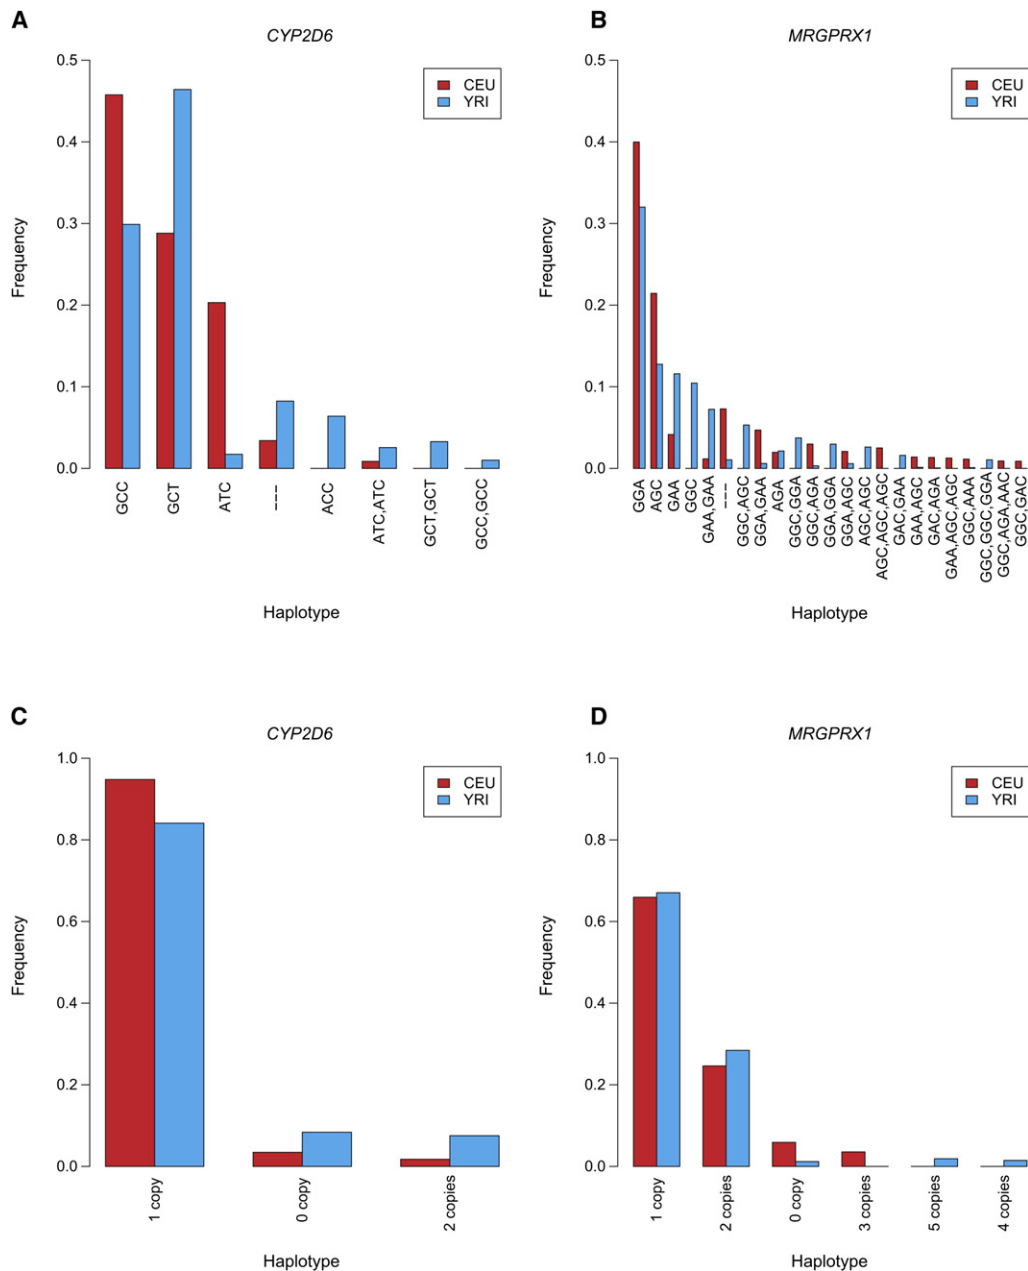 A
CYP2D6
0.5
0.4
0.3
0.2
0.1
0.0
Frequency
CEU
YRI
GCC
GCT
ATC
---
ACC
ATC,ATC
GCT,GCT
GCC,GCC
Haplotype
B
MRGPRX1
0.5
0.4
0.3
0.2
0.1
0.0
Frequency
CEU
YRI
GGA
AGC
GAA
GGC
GAA,GAA
---
GGC,AGC
GGA,GAA
AGA
GGC,GGA
GGC,AGA
GGA,GGA
GGA,AGC
AGC,AGC
AGC,AGC,AGC
GAC,GAA
GAA,AGC
GAC,AGA
GAA,AGC,AGC
GGC,AAA
GGC,GGC,GGA
GGC,AGA,AAC
GGC,GAC
Haplotype
C
CYP2D6
1.0
0.8
0.6
0.4
0.2
0.0
Frequency
CEU
YRI
1 copy
0 copy
2 copies
Haplotype
D
MRGPRX1
1.0
0.8
0.6
0.4
0.2
0.0
Frequency
CEU
YRI
1 copy
2 copies
0 copy
3 copies
5 copies
4 copies
Haplotype